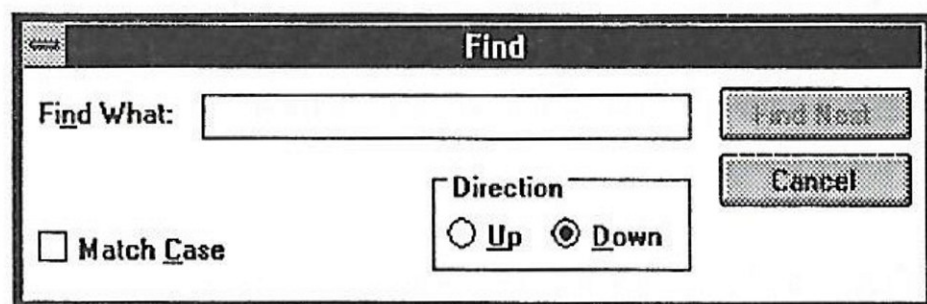 Find
Find What:
Find Next
Cancel
Direction
Up Down
Match Case